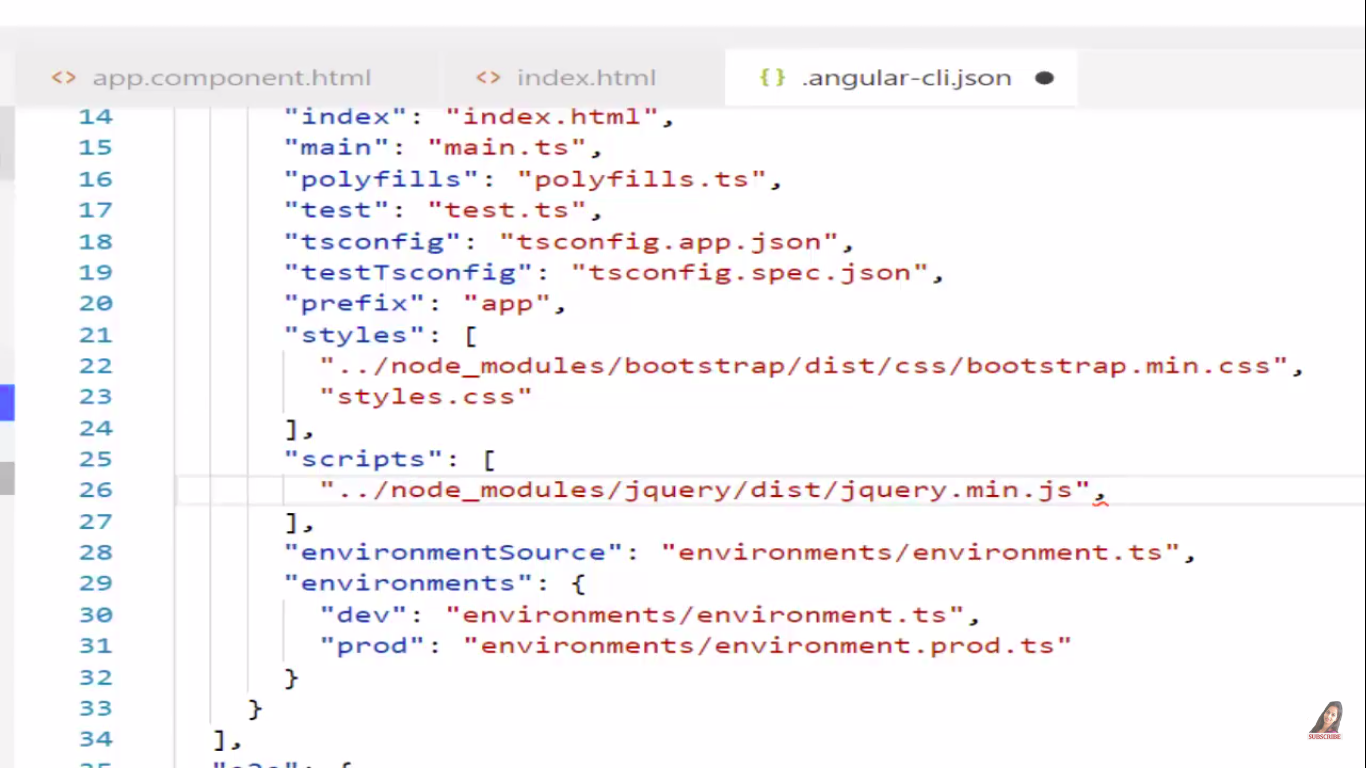 <> app.component.html <> index.html {} .angular-cli.json ●
14 "index": "index.html",
15 "main": "main.ts",
16 "polyfills": "polyfills.ts",
17 "test": "test.ts",
18 "tsconfig": "tsconfig.app.json",
19 "testTsconfig": "tsconfig.spec.json",
20 "prefix": "app",
21 "styles": [
22 "../node_modules/bootstrap/dist/css/bootstrap.min.css",
23 "styles.css"
24 ],
25 "scripts": [
26 "../node_modules/jquery/dist/jquery.min.js",
27 ],
28 "environmentSource": "environments/environment.ts",
29 "environments": {
30 "dev": "environments/environment.ts",
31 "prod": "environments/environment.prod.ts"
32 }
33 }
34 ],
SUBSCRIBE